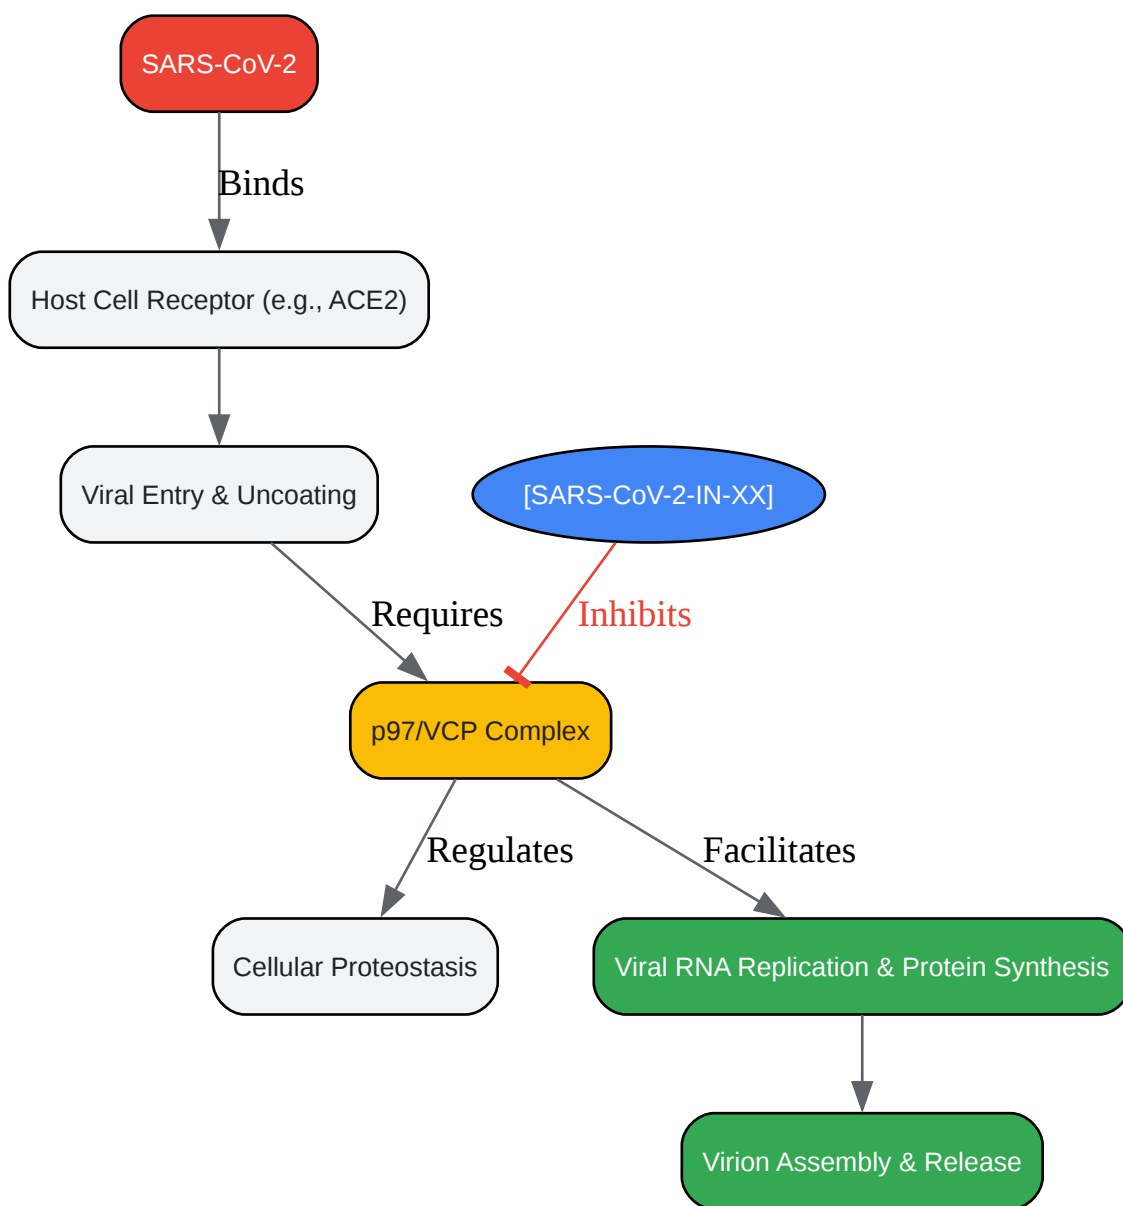 SARS-CoV-2
Binds
Host Cell Receptor (e.g., ACE2)
Viral Entry & Uncoating
[SARS-CoV-2-IN-XX]
Requires
Inhibits
p97/VCP Complex
Regulates
Facilitates
Cellular Proteostasis
Viral RNA Replication & Protein Synthesis
Virion Assembly & Release